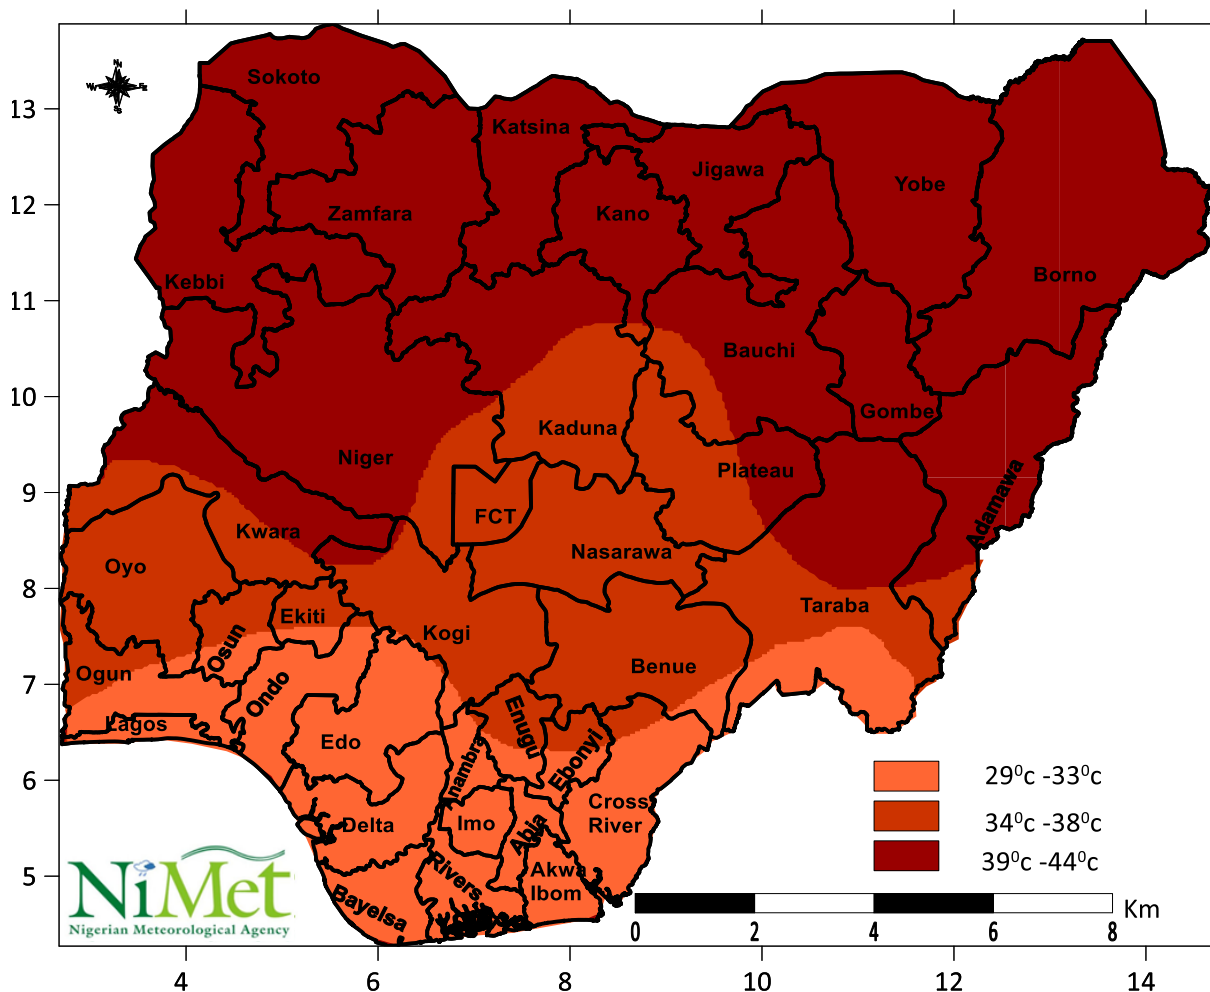 N
W E
S
13
12
11
10
9
8
7
6
5
4
6
8
10
12
14
Sokoto
Katsina
Jigawa
Yobe
Zamfara
Kano
Borno
Kebbi
Bauchi
Gombe
Kaduna
Niger
Plateau
Adamawa
FCT
Kwara
Nasarawa
Oyo
Taraba
Ekiti
Kogi
Osun
Benue
Ogun
Ondo
Lagos
Enugu
Edo
Ebonyi
Anambra
Cross
River
Delta
Imo
Abia
Rivers
Akwa
Ibom
Bayelsa
29⁰c -33⁰c
34⁰c -38⁰c
39⁰c -44⁰c
NiMet
Nigerian Meteorological Agency
Km
0 2 4 6 8